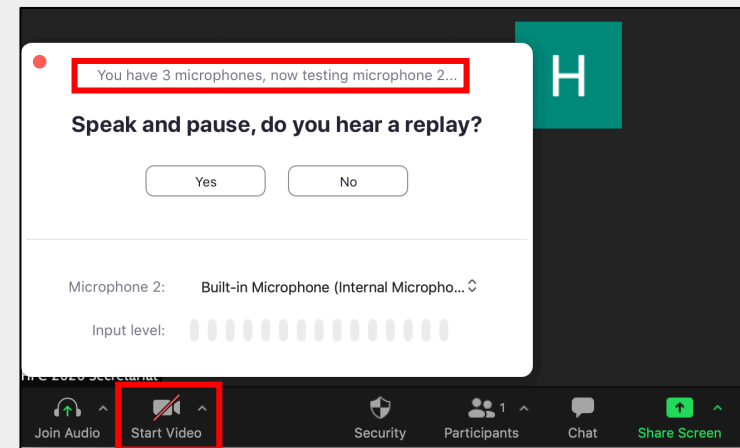 You have 3 microphones, now testing microphone 2...
H
Speak and pause, do you hear a replay?
Yes No
Microphone 2: Built-in Microphone (Internal Micropho...
Input level:
Secretariat
1
Join Audio Start Video Security Participants Chat Share Screen